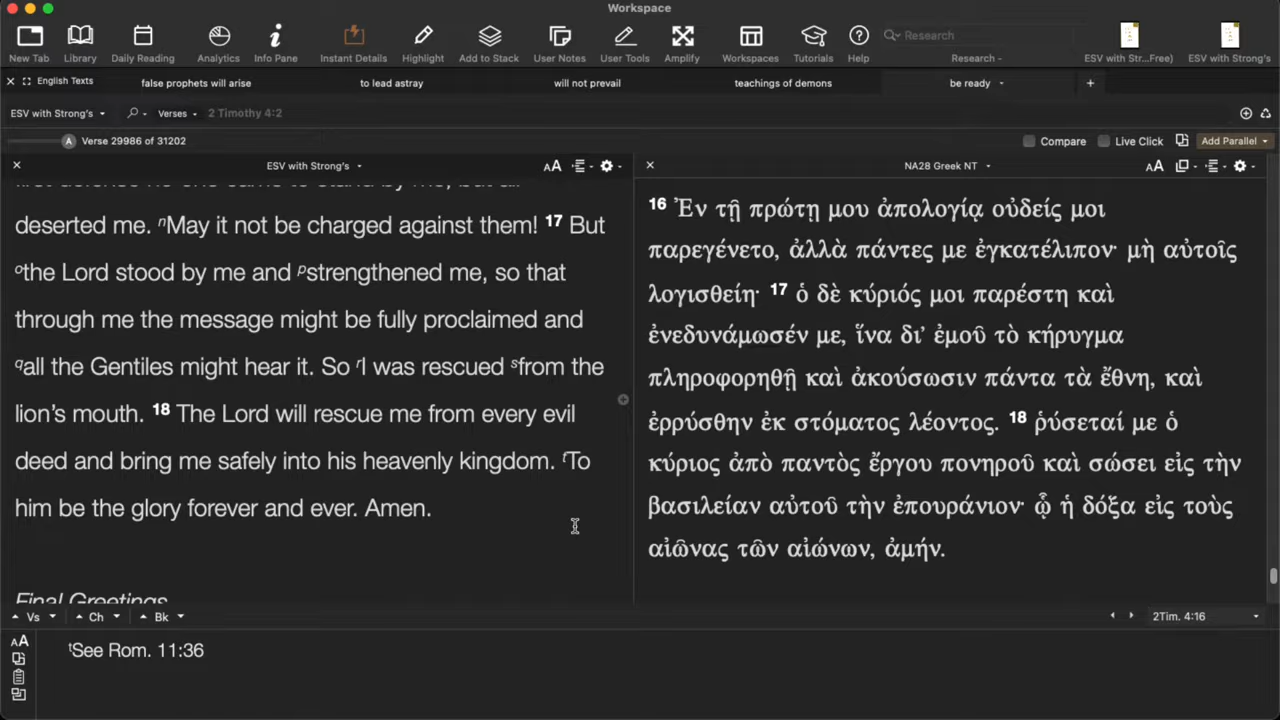 Workspace
New Tab Library Daily Reading Analytics Info Pane Instant Details Highlight Add to Stack User Notes User Tools Amplify Workspaces Tutorials Help Research Research ESV with Str...Free) ESV with Strong's
English Texts false prophets will arise to lead astray will not prevail teachings of demons be ready +
ESV with Strong's Verses 2 Timothy 4:2
A Verse 29986 of 31202 Compare Live Click Add Parallel
ESV with Strong's AA
deserted me. ⁿMay it not be charged against them! 17 But
ᵒthe Lord stood by me and ᵖstrengthened me, so that
through me the message might be fully proclaimed and
qall the Gentiles might hear it. So ʳI was rescued ˢfrom the
lion's mouth. 18 The Lord will rescue me from every evil
deed and bring me safely into his heavenly kingdom. ᵗTo
him be the glory forever and ever. Amen.
Final Greetings
NA28 Greek NT AA
16 Ἐν τῇ πρώτῃ μου ἀπολογίᾳ οὐδείς μοι
παρεγένετο, ἀλλὰ πάντες με ἐγκατέλιπον· μὴ αὐτοῖς
λογισθείη· 17 ὁ δὲ κύριός μοι παρέστη καὶ
ἐνεδυνάμωσέν με, ἵνα δι’ ἐμοῦ τὸ κήρυγμα
πληροφορηθῇ καὶ ἀκούσωσιν πάντα τὰ ἔθνη, καὶ
ἐρρύσθην ἐκ στόματος λέοντος. 18 ῥύσεταί με ὁ
κύριος ἀπὸ παντὸς ἔργου πονηροῦ καὶ σώσει εἰς τὴν
βασιλείαν αὐτοῦ τὴν ἐπουράνιον· ᾧ ἡ δόξα εἰς τοὺς
αἰῶνας τῶν αἰώνων, ἀμήν.
Vs Ch Bk 2Tim. 4:16
AA ᵗSee Rom. 11:36